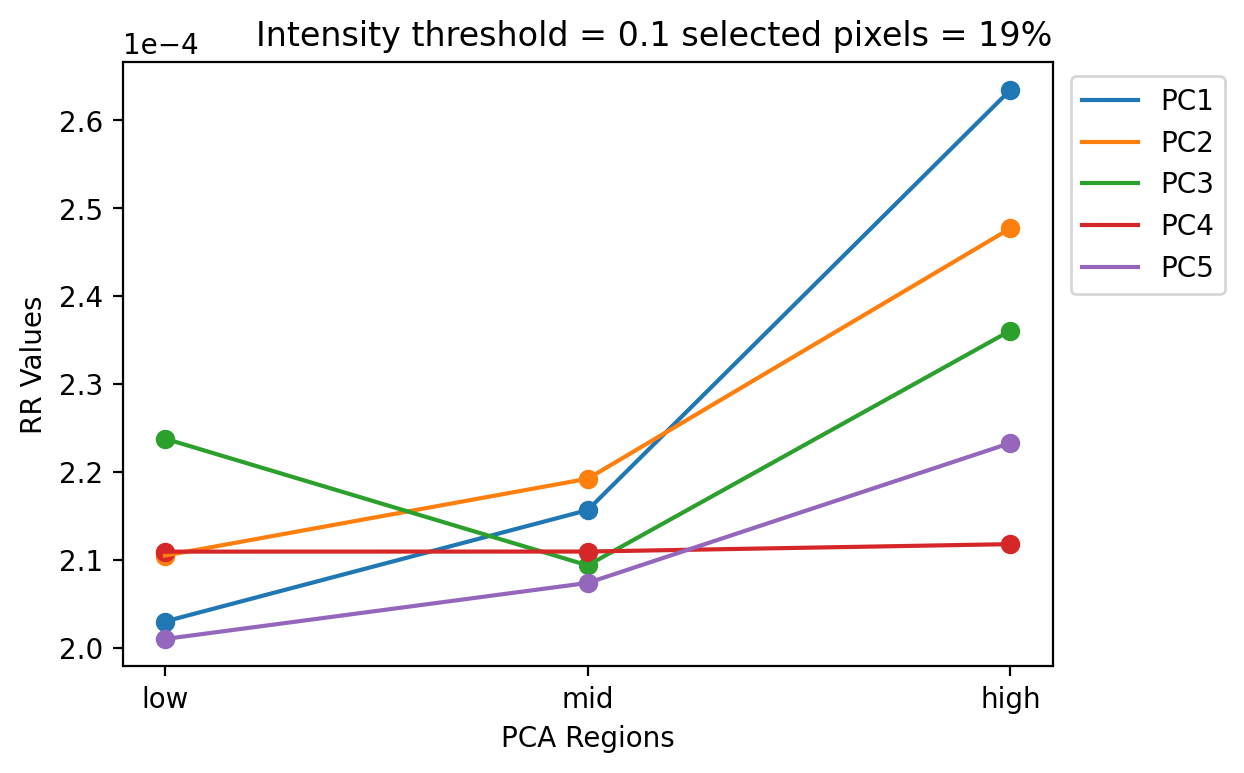 Intensity threshold = 0.1 selected pixels = 19%
1e−4
2.6
2.5
2.4
2.3
2.2
2.1
2.0
RR Values
low
mid
high
PCA Regions
PC1
PC2
PC3
PC4
PC5